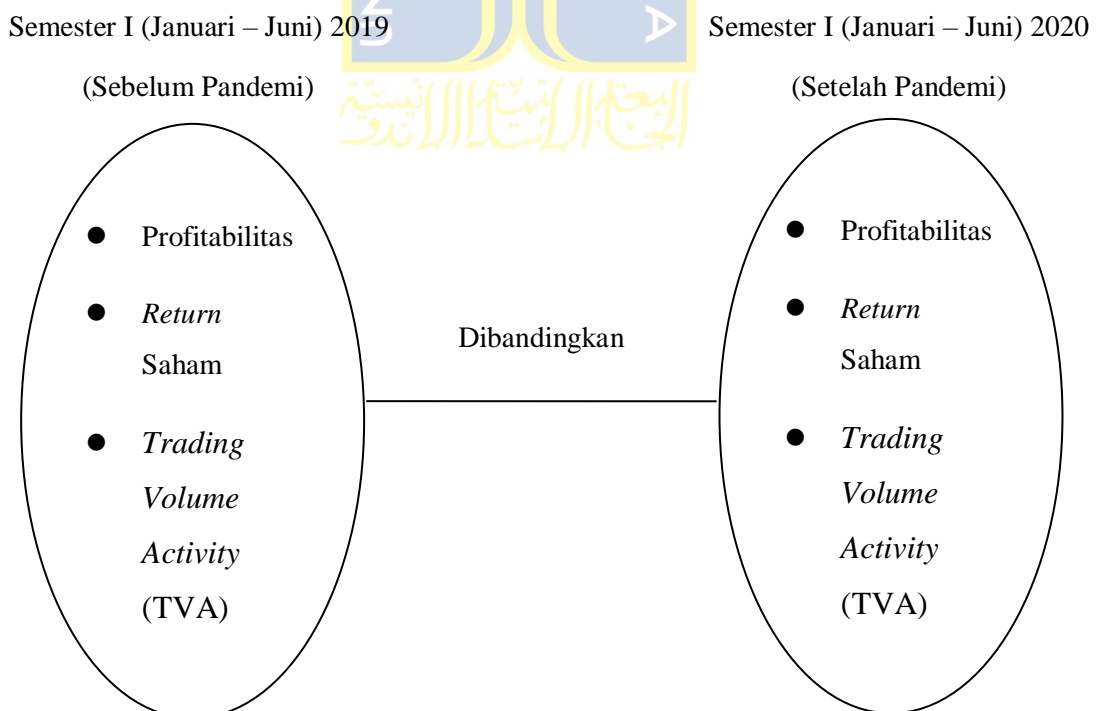 Semester I (Januari – Juni) 2019
(Sebelum Pandemi)
● Profitabilitas
● Return
Saham
● Trading
Volume
Activity
(TVA)
Dibandingkan
Semester I (Januari – Juni) 2020
(Setelah Pandemi)
● Profitabilitas
● Return
Saham
● Trading
Volume
Activity
(TVA)